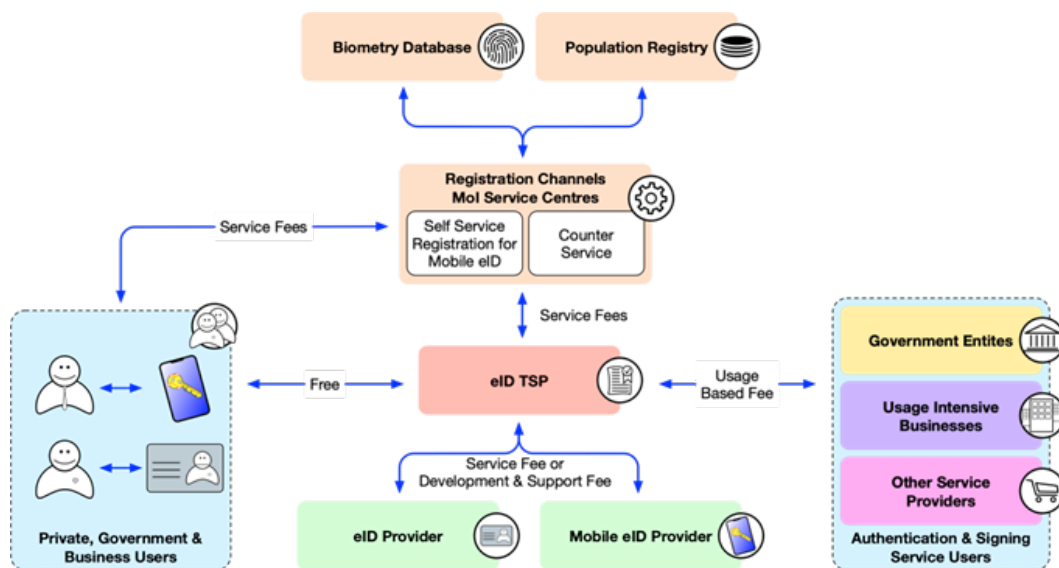 Biometry Database
Population Registry
Registration Channels
MoI Service Centres
Self Service
Registration for
Mobile eID
Counter
Service
Service Fees
Service Fees
Government Entites
eID TSP
Free
Usage
Based Fee
Usage Intensive
Businesses
Service Fee or
Development & Support Fee
Other Service
Providers
eID Provider
Mobile eID Provider
Private, Government &
Business Users
Authentication & Signing
Service Users